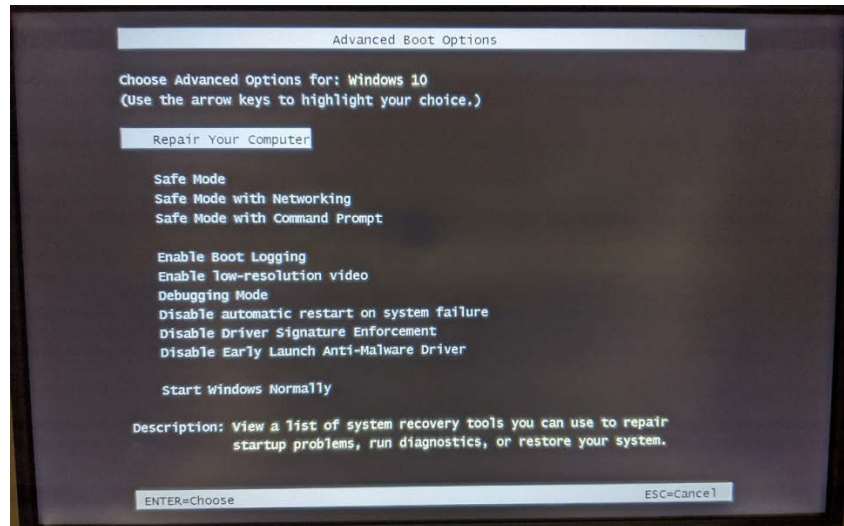 Advanced Boot Options
Choose Advanced Options for: Windows 10
(Use the arrow keys to highlight your choice.)
Repair Your Computer
Safe Mode
Safe Mode with Networking
Safe Mode with Command Prompt
Enable Boot Logging
Enable low-resolution video
Debugging Mode
Disable automatic restart on system failure
Disable Driver Signature Enforcement
Disable Early Launch Anti-Malware Driver
Start Windows Normally
Description: View a list of system recovery tools you can use to repair
startup problems, run diagnostics, or restore your system.
ENTER=Choose ESC=Cancel